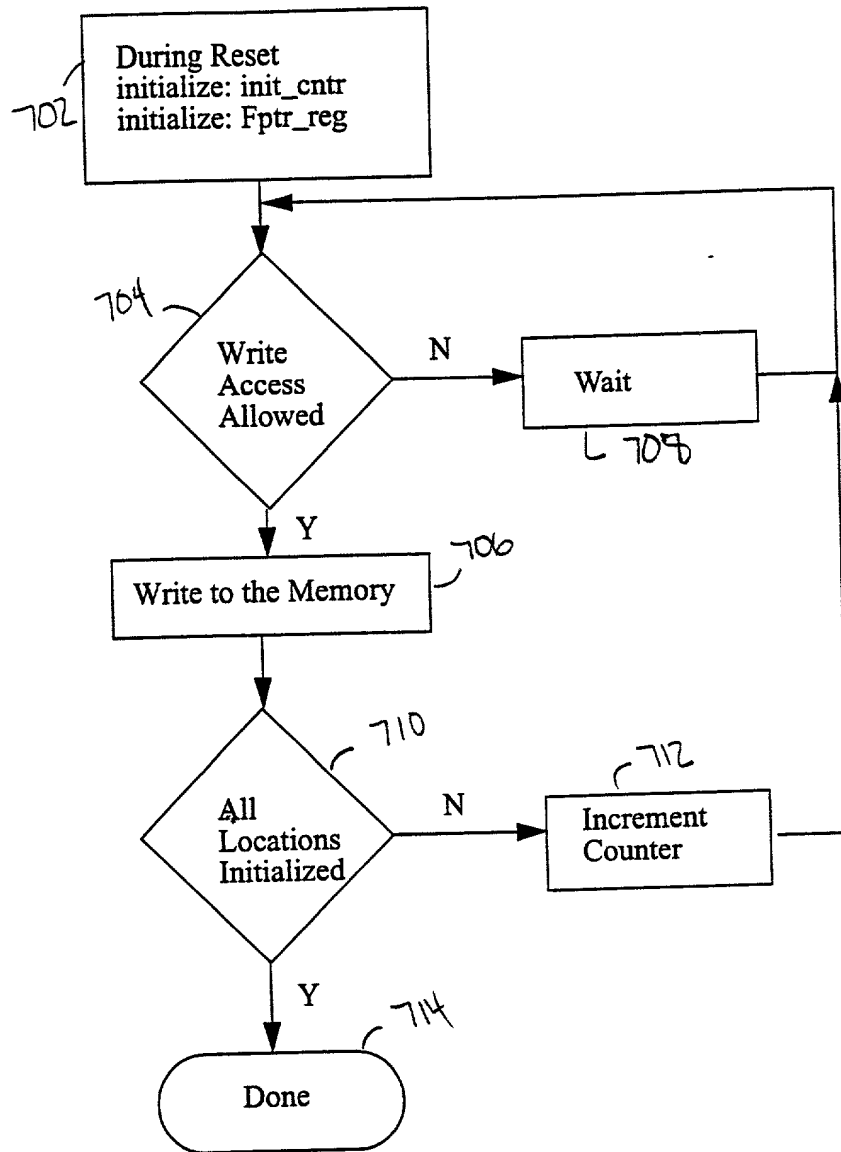 During Reset
initialize: init_cntr
initialize: Fptr_reg
702
704
Write
Access
Allowed
N
Wait
708
Y
706
Write to the Memory
710
All
Locations
Initialized
N
712
Increment
Counter
Y
714
Done